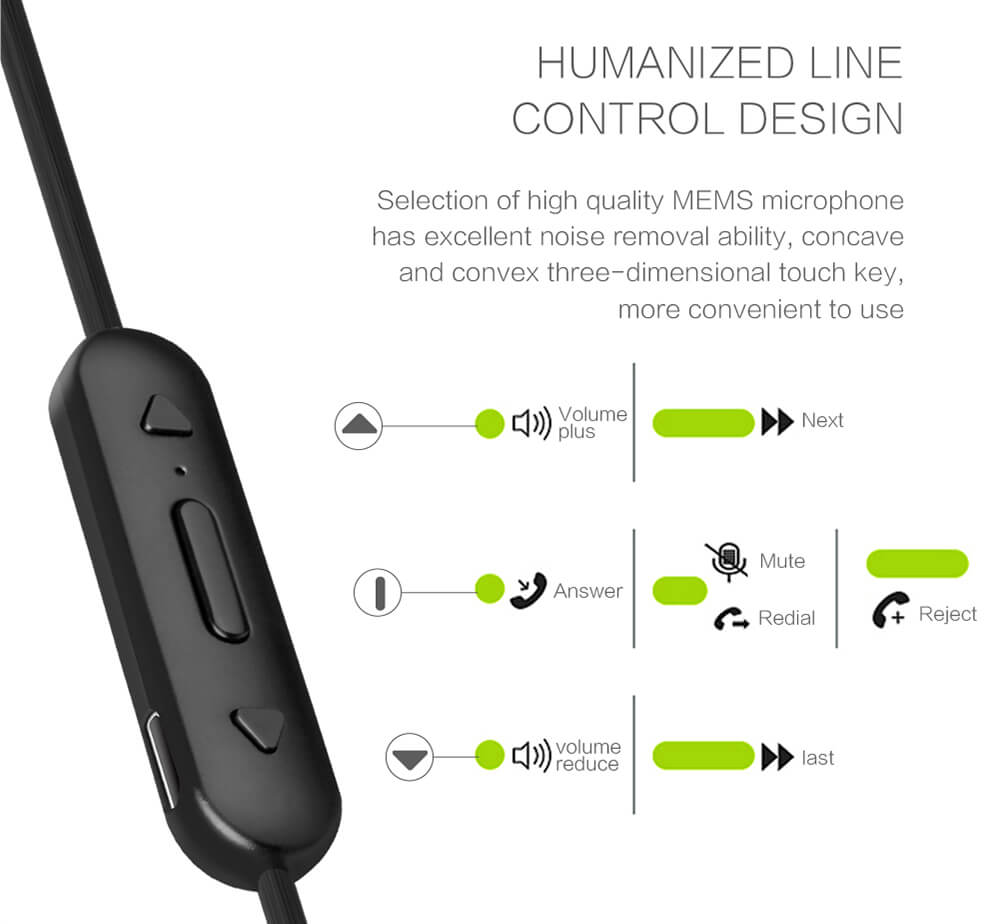 HUMANIZED LINE
CONTROL DESIGN
Selection of high quality MEMS microphone
has excellent noise removal ability, concave
and convex three-dimensional touch key,
more convenient to use
Volume
plus
Next
Answer
Mute
Redial
Reject
volume
reduce
last